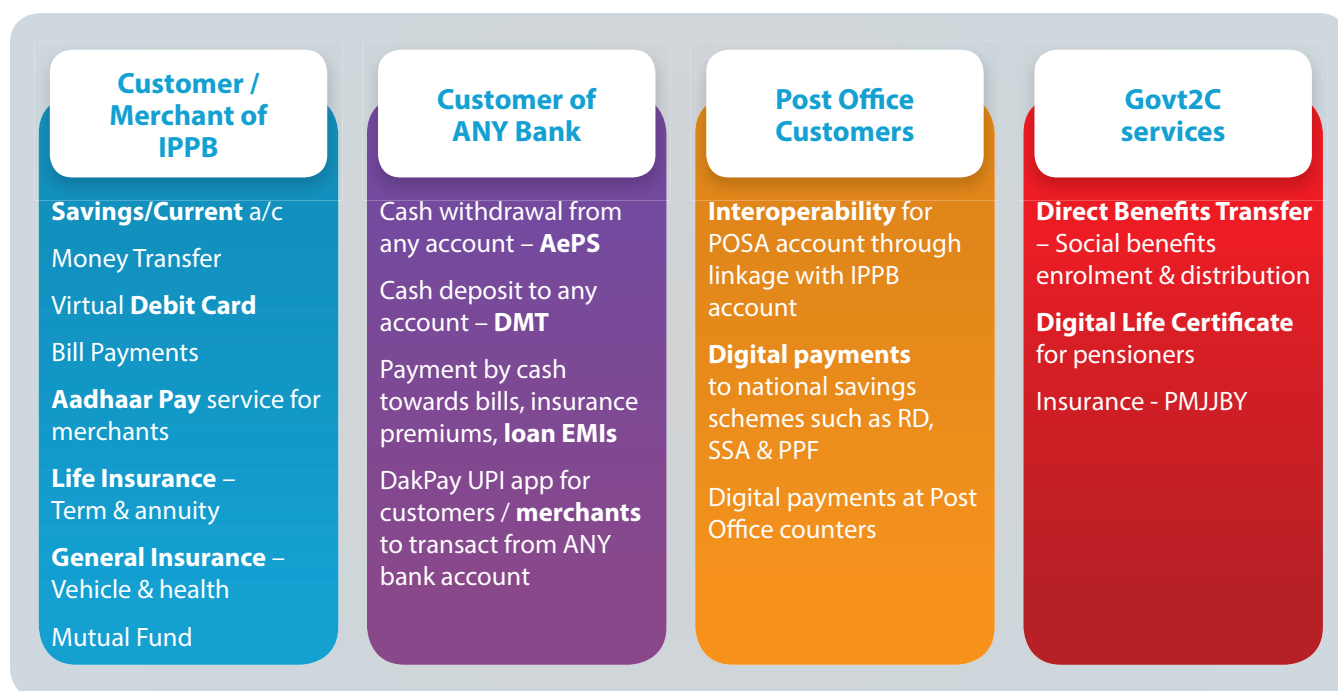 Customer /
Merchant of
IPPB
Savings/Current a/c
Money Transfer
Virtual Debit Card
Bill Payments
Aadhaar Pay service for
merchants
Life Insurance –
Term & annuity
General Insurance –
Vehicle & health
Mutual Fund
Customer of
ANY Bank
Cash withdrawal from
any account – AePS
Cash deposit to any
account – DMT
Payment by cash
towards bills, insurance
premiums, loan EMIs
DakPay UPI app for
customers / merchants
to transact from ANY
bank account
Post Office
Customers
Interoperability for
POSA account through
linkage with IPPB
account
Digital payments
to national savings
schemes such as RD,
SSA & PPF
Digital payments at Post
Office counters
Govt2C
services
Direct Benefits Transfer
– Social benefits
enrolment & distribution
Digital Life Certificate
for pensioners
Insurance - PMJJBY